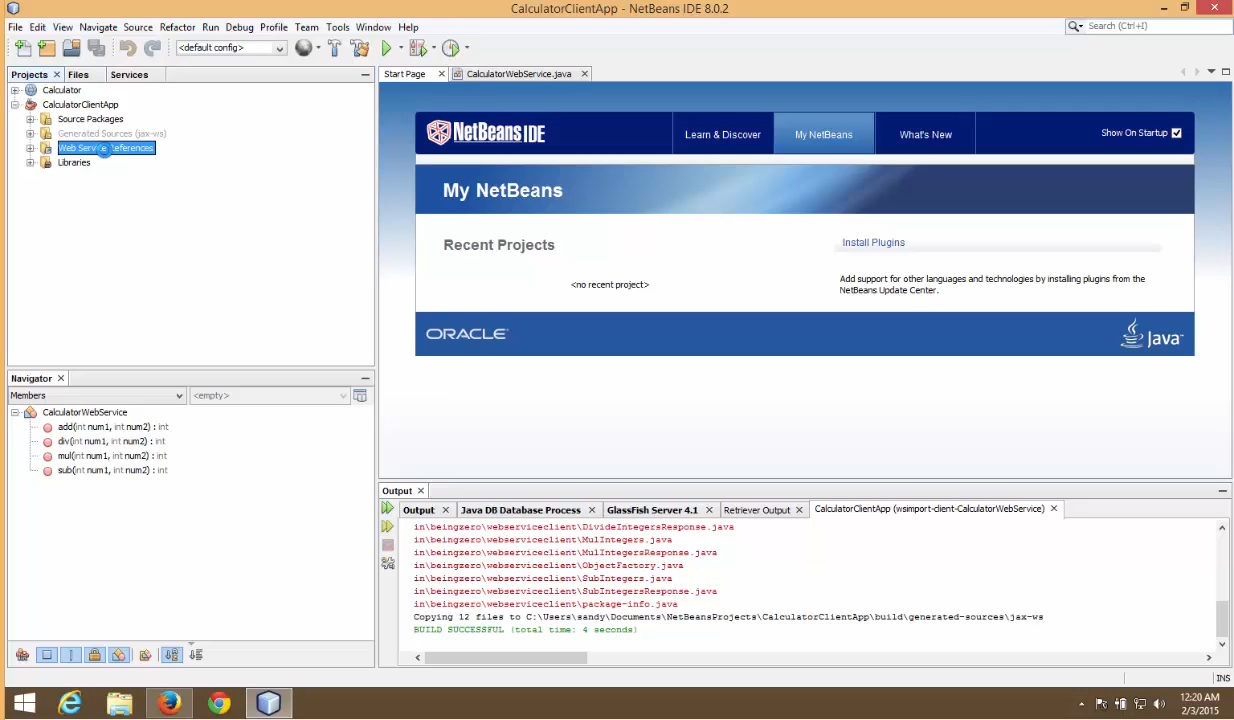 CalculatorClientApp - NetBeans IDE 8.0.2
File Edit View Navigate Source Refactor Run Debug Profile Team Tools Window Help
Search (Ctrl+I)
<default config>
Projects Files Services
Start Page CalculatorWebService.java
Calculator
CalculatorClientApp
Source Packages
Generated Sources (jax-ws)
Web Service References
Libraries
NetBeans IDE
Learn & Discover
My NetBeans
What's New
Show On Startup
My NetBeans
Recent Projects
<no recent project>
Install Plugins
Add support for other languages and technologies by installing plugins from the
NetBeans Update Center.
ORACLE
Java
Navigator
Members <empty>
CalculatorWebService
add(int num1, int num2) : int
div(int num1, int num2) : int
mul(int num1, int num2) : int
sub(int num1, int num2) : int
Output
Output Java DB Database Process GlassFish Server 4.1 Retriever Output CalculatorClientApp (wsimport-client-CalculatorWebService)
in\beingzero\webserviceclient\DivideIntegersResponse.java
in\beingzero\webserviceclient\MulIntegers.java
in\beingzero\webserviceclient\MulIntegersResponse.java
in\beingzero\webserviceclient\ObjectFactory.java
in\beingzero\webserviceclient\SubIntegers.java
in\beingzero\webserviceclient\SubIntegersResponse.java
in\beingzero\webserviceclient\package-info.java
Copying 12 files to C:\Users\sandy\Documents\NetBeansProjects\CalculatorClientApp\build\generated-sources\jax-ws
BUILD SUCCESSFUL (total time: 4 seconds)
INS
12:20 AM
2/3/2015